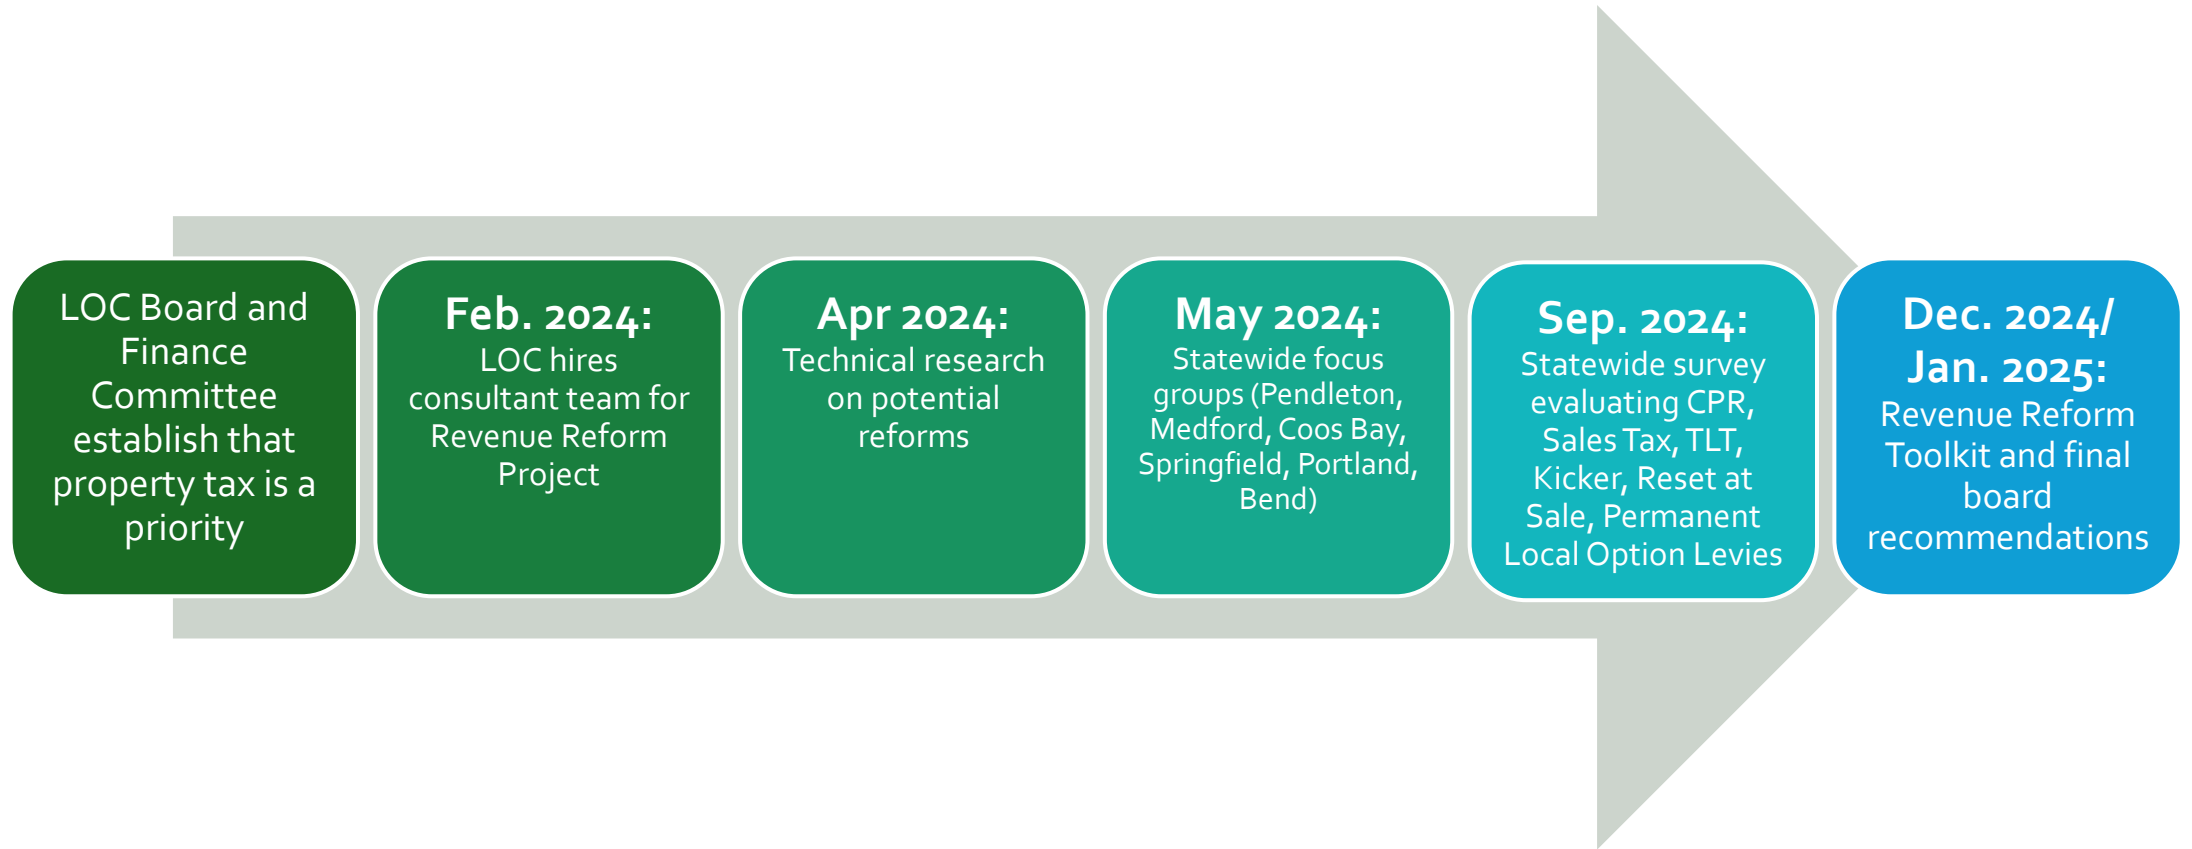 LOC Board and
Finance
Committee
establish that
property tax is a
priority
Feb. 2024:
LOC hires
consultant team for
Revenue Reform
Project
Apr 2024:
Technical research
on potential
reforms
May 2024:
Statewide focus
groups (Pendleton,
Medford, Coos Bay,
Springfield, Portland,
Bend)
Sep. 2024:
Statewide survey
evaluating CPR,
Sales Tax, TLT,
Kicker, Reset at
Sale, Permanent
Local Option Levies
Dec. 2024/
Jan. 2025:
Revenue Reform
Toolkit and final
board
recommendations